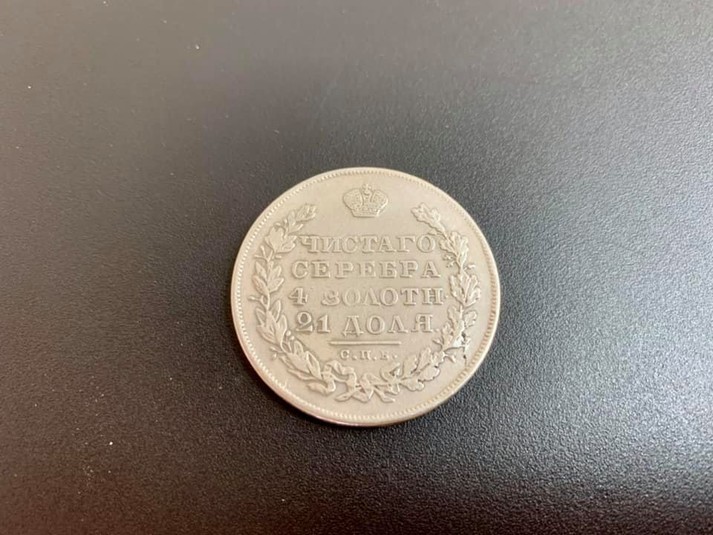 ЧИСТАГО
СЕРЕБРА
4 ЗОЛОТН.
21 ДОЛЯ.
С.П.Б.